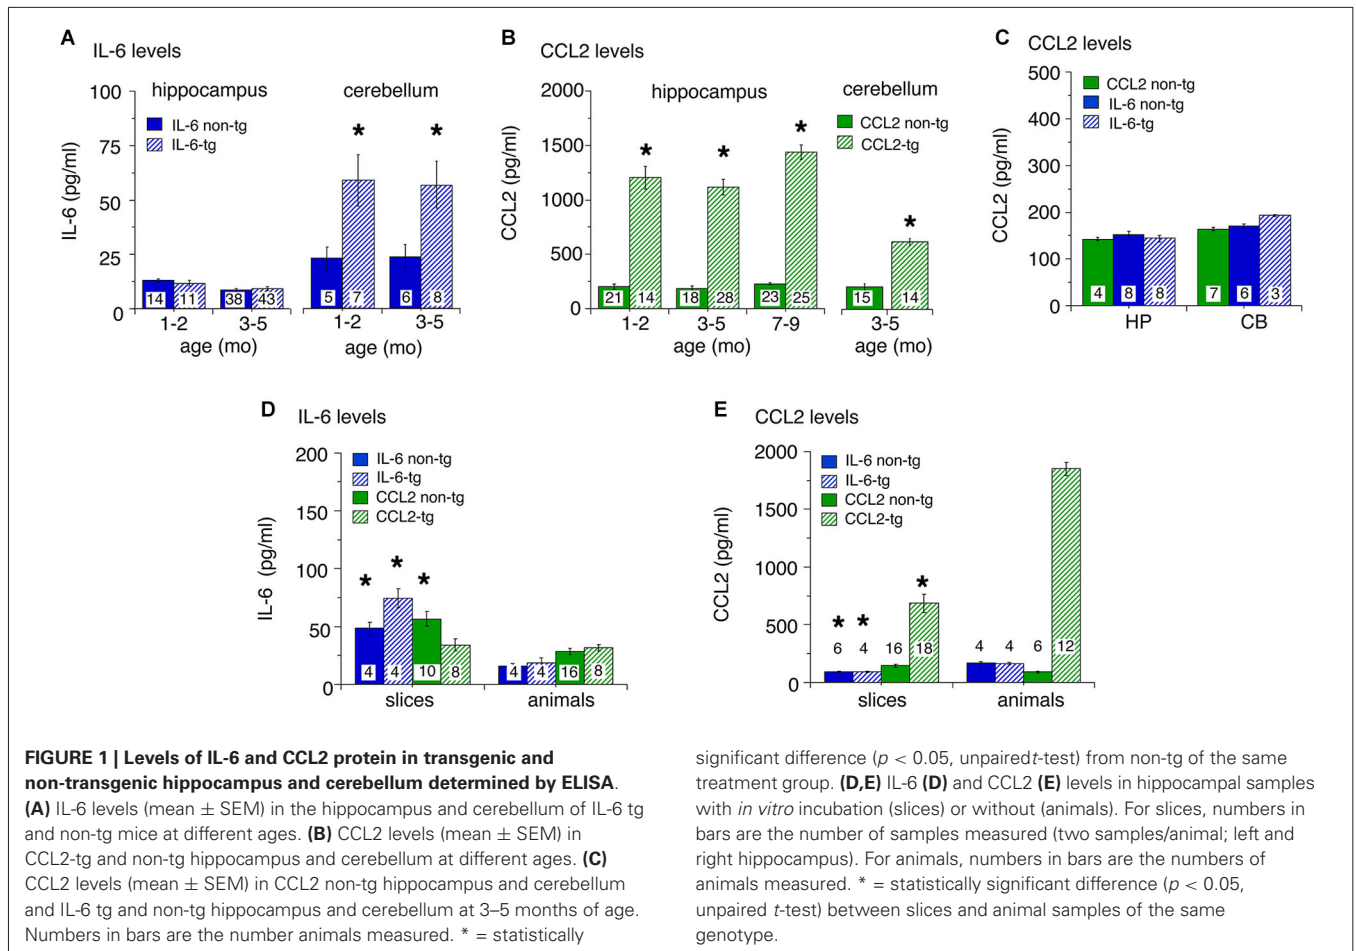 A IL-6 levels
hippocampus
cerebellum
IL-6 non-tg
IL-6-tg
100
75
50
25
0
IL-6 (pg/ml)
* *
14 11 38 43
5 7 6 8
1-2 3-5
1-2 3-5
age (mo)
age (mo)
B CCL2 levels
hippocampus
cerebellum
CCL2 non-tg
CCL2-tg
2000
1500
1000
500
0
CCL2 (pg/ml)
* * * *
21 14 18 28 23 25
15 14
1-2 3-5 7-9
3-5
age (mo)
age (mo)
C CCL2 levels
CCL2 non-tg
IL-6 non-tg
IL-6-tg
500
400
300
200
100
0
CCL2 (pg/ml)
4 8 8
7 6 3
HP CB
D IL-6 levels
IL-6 non-tg
IL-6-tg
CCL2 non-tg
CCL2-tg
200
150
100
50
0
IL-6 (pg/ml)
* * *
4 4 10 8
4 4 16 8
slices animals
E CCL2 levels
IL-6 non-tg
IL-6-tg
CCL2 non-tg
CCL2-tg
2000
1500
1000
500
0
CCL2 (pg/ml)
* * *
6 4 16 18
4 4 6 12
slices animals
FIGURE 1 | Levels of IL-6 and CCL2 protein in transgenic and
non-transgenic hippocampus and cerebellum determined by ELISA.
(A) IL-6 levels (mean ± SEM) in the hippocampus and cerebellum of IL-6 tg
and non-tg mice at different ages. (B) CCL2 levels (mean ± SEM) in
CCL2-tg and non-tg hippocampus and cerebellum at different ages. (C)
CCL2 levels (mean ± SEM) in CCL2 non-tg hippocampus and cerebellum
and IL-6 tg and non-tg hippocampus and cerebellum at 3–5 months of age.
Numbers in bars are the number animals measured. * = statistically
significant difference (p < 0.05, unpairedt-test) from non-tg of the same
treatment group. (D,E) IL-6 (D) and CCL2 (E) levels in hippocampal samples
with in vitro incubation (slices) or without (animals). For slices, numbers in
bars are the number of samples measured (two samples/animal; left and
right hippocampus). For animals, numbers in bars are the numbers of
animals measured. * = statistically significant difference (p < 0.05,
unpaired t-test) between slices and animal samples of the same
genotype.